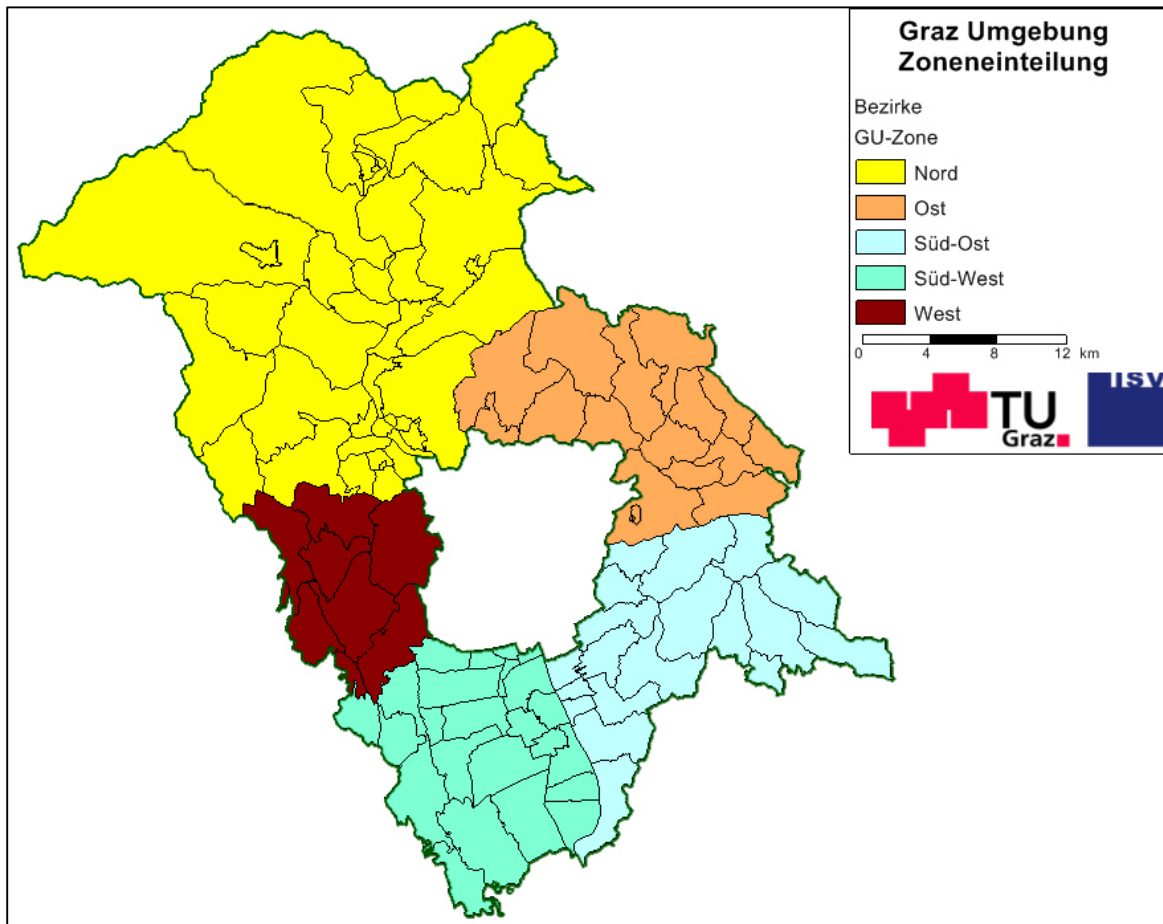 Graz Umgebung
Zoneneinteilung
Bezirke
GU-Zone
Nord
Ost
Süd-Ost
Süd-West
West
0 4 8 12 km
TU
Graz